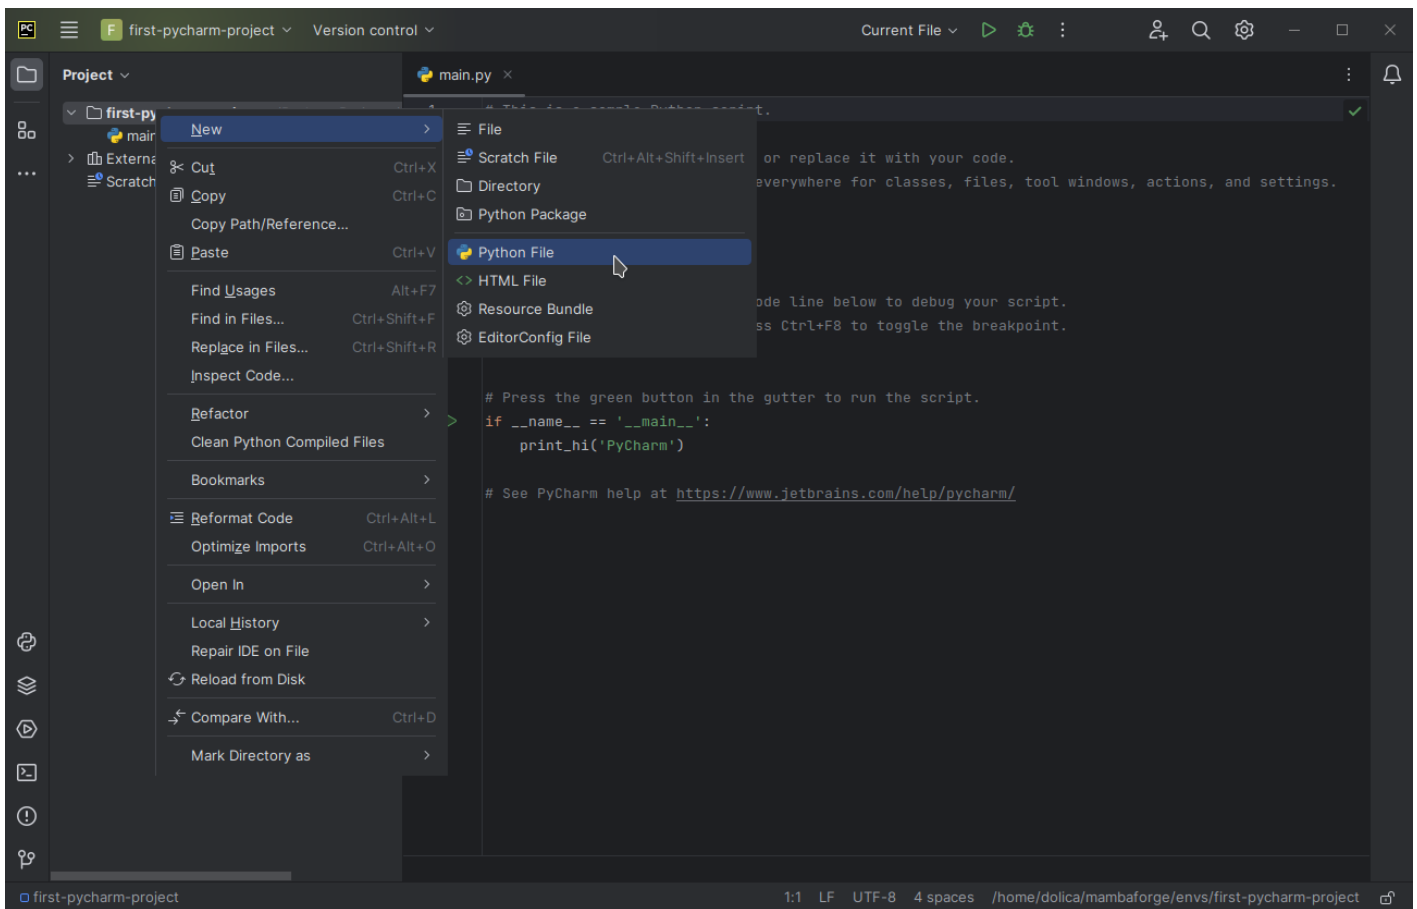 PC
F first-pycharm-project Version control Current File
Project
main.py
first-py
main
Externa
Scratch
1
# This is a sample Python script.
New
Cut Ctrl+X
Copy Ctrl+C
Copy Path/Reference...
Paste Ctrl+V
Find Usages Alt+F7
Find in Files... Ctrl+Shift+F
Replace in Files... Ctrl+Shift+R
Inspect Code...
Refactor
Clean Python Compiled Files
Bookmarks
Reformat Code Ctrl+Alt+L
Optimize Imports Ctrl+Alt+O
Open In
Local History
Repair IDE on File
Reload from Disk
Compare With... Ctrl+D
Mark Directory as
File
Scratch File Ctrl+Alt+Shift+Insert
Directory
Python Package
Python File
HTML File
Resource Bundle
EditorConfig File
or replace it with your code.
everywhere for classes, files, tool windows, actions, and settings.
ode line below to debug your script.
ss Ctrl+F8 to toggle the breakpoint.
# Press the green button in the gutter to run the script.
if __name__ == '__main__':
print_hi('PyCharm')
# See PyCharm help at https://www.jetbrains.com/help/pycharm/
first-pycharm-project 1:1 LF UTF-8 4 spaces /home/dolica/mambaforge/envs/first-pycharm-project